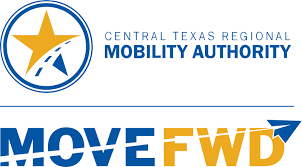 CENTRAL TEXAS REGIONAL
MOBILITY AUTHORITY
MOVEFWD